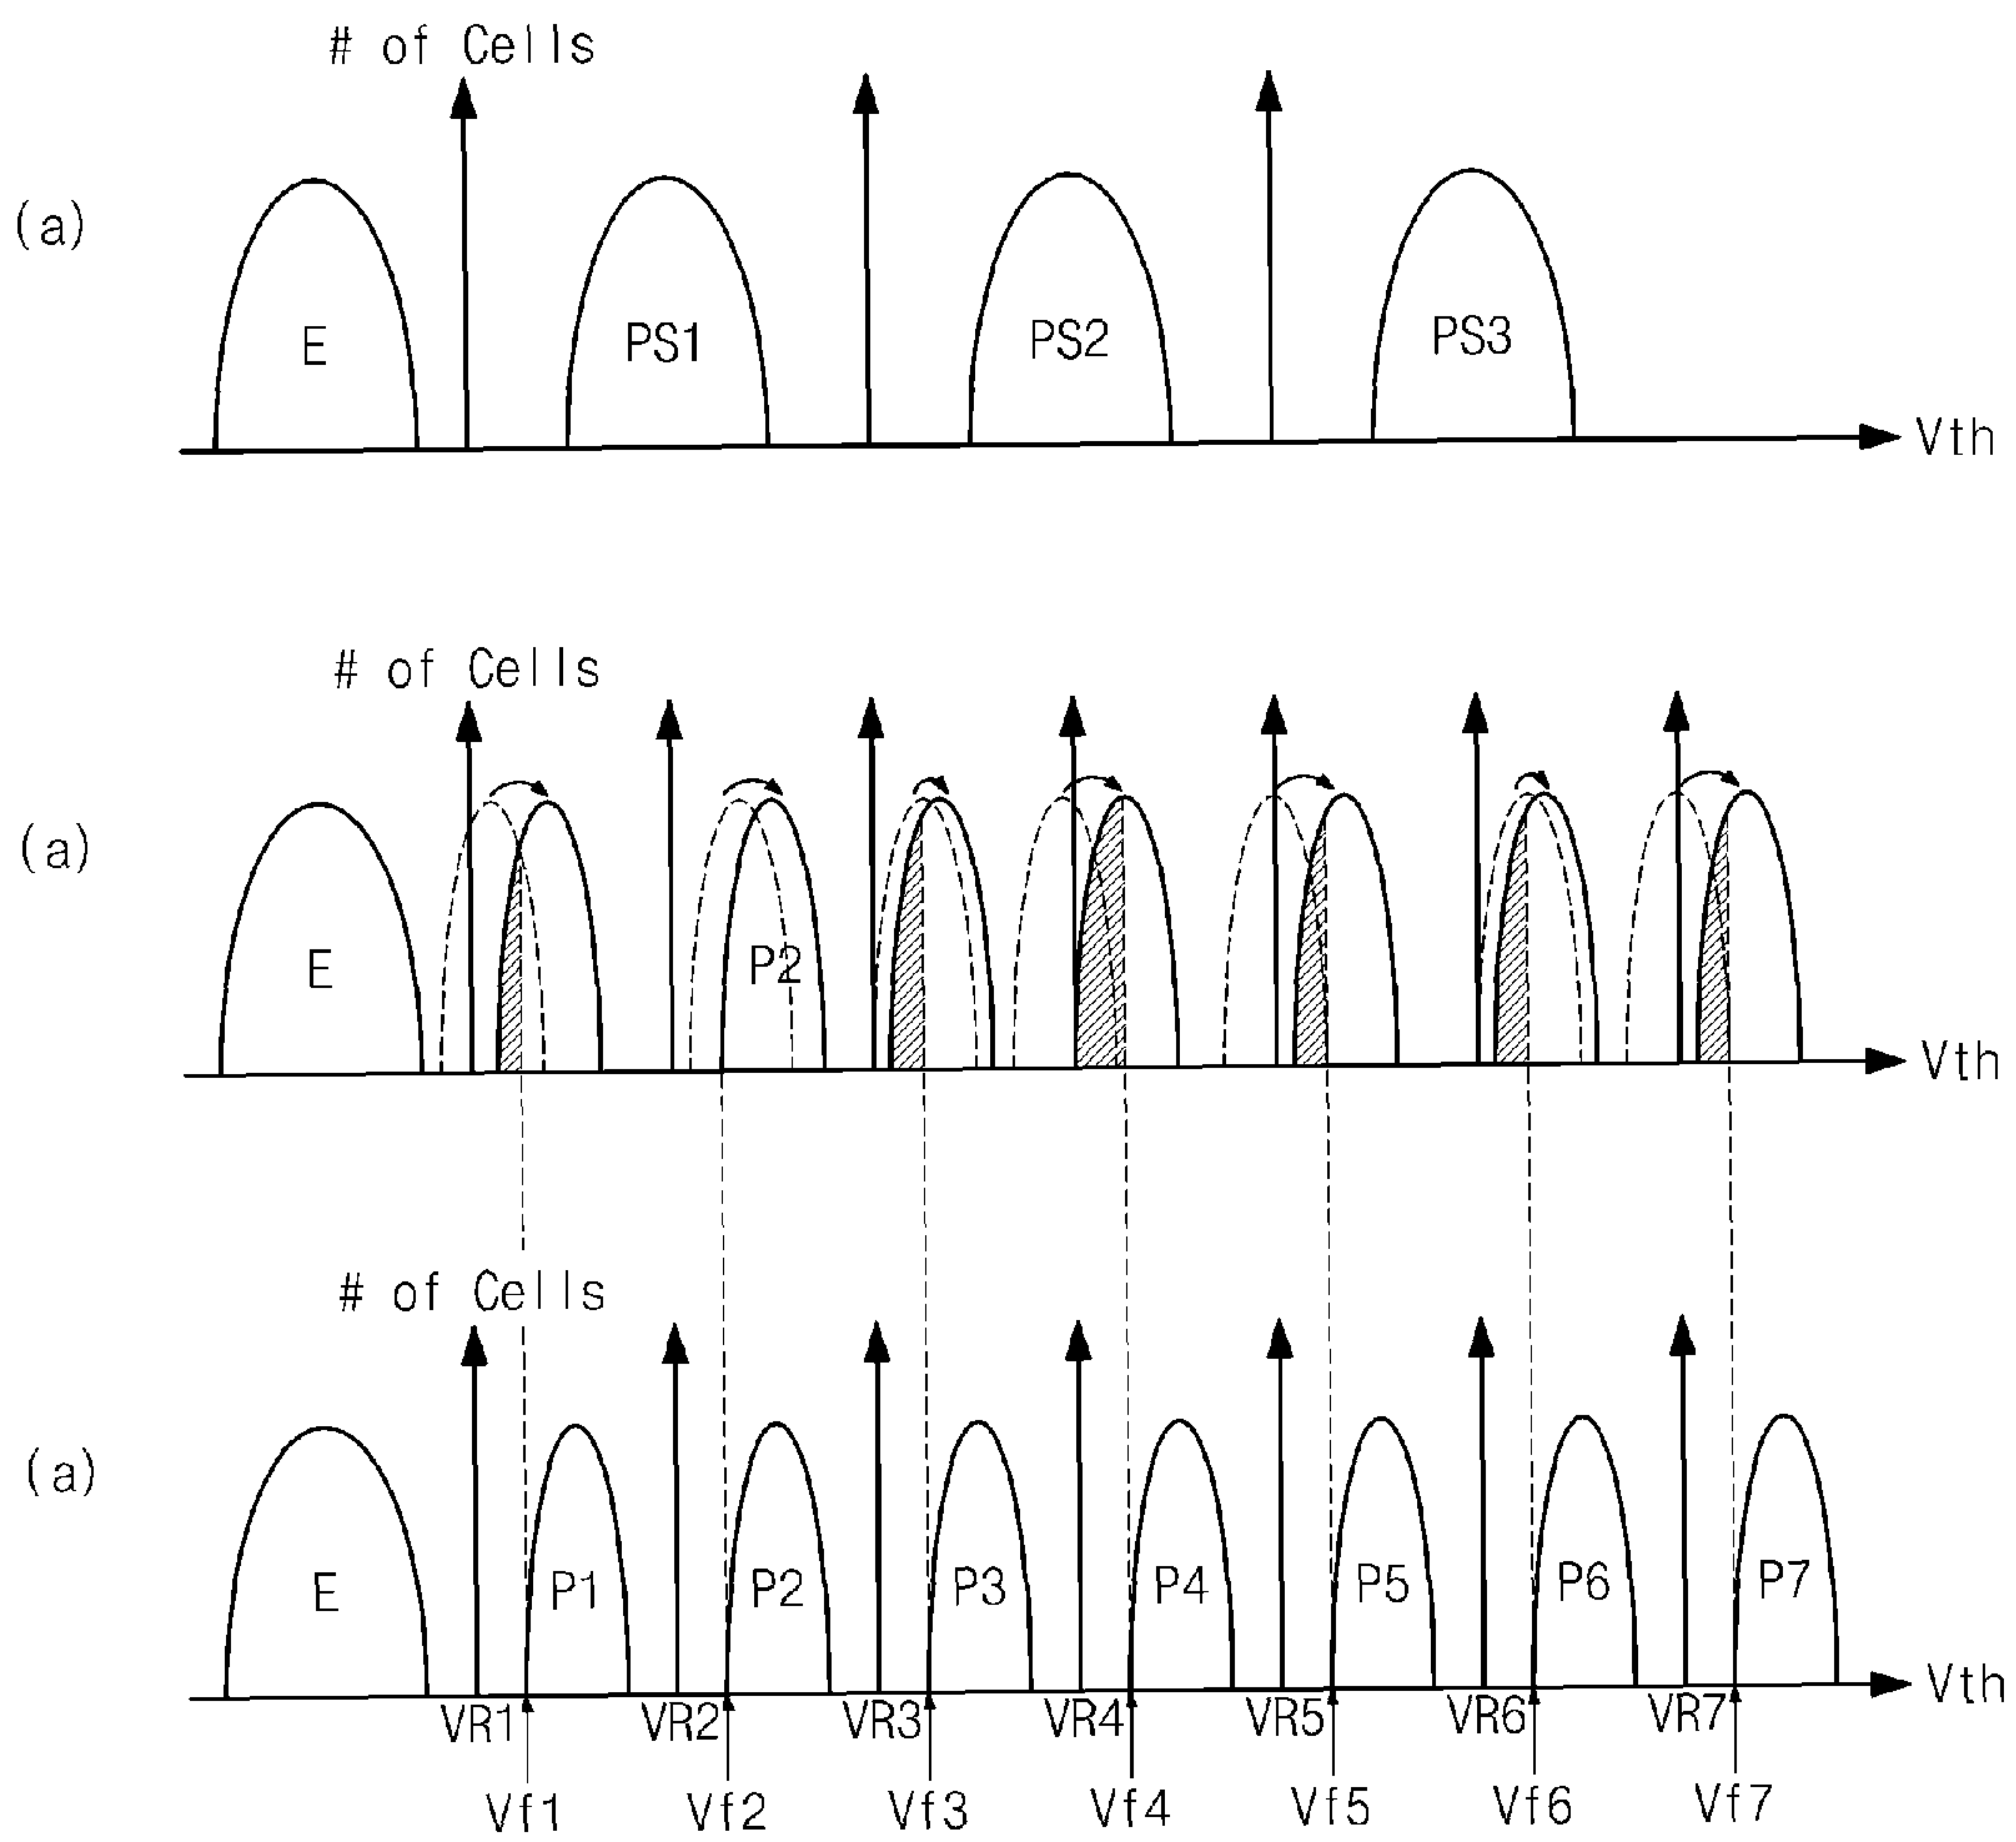 # of Cells
(a)
E
PS1
PS2
PS3
Vth
# of Cells
(a)
E
P2
Vth
# of Cells
(a)
E
P1
P2
P3
P4
P5
P6
P7
Vth
VR1
VR2
VR3
VR4
VR5
VR6
VR7
Vf1
Vf2
Vf3
Vf4
Vf5
Vf6
Vf7